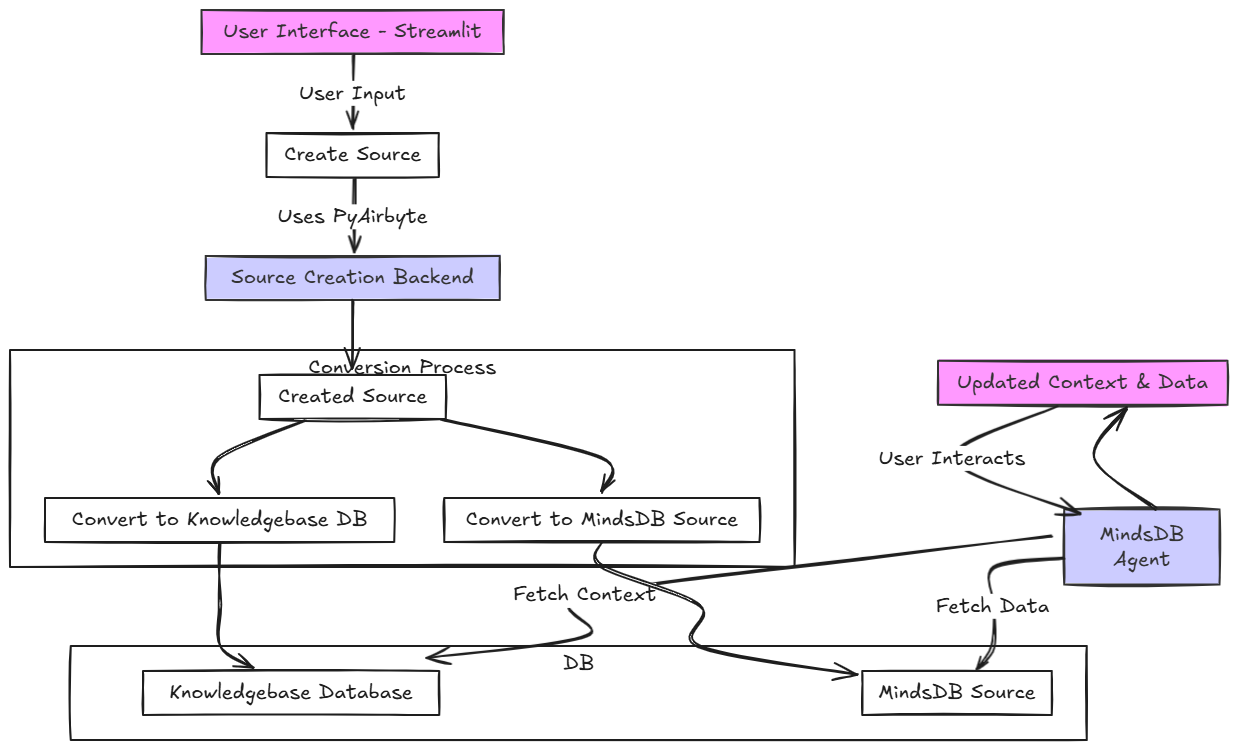 User Interface - Streamlit
User Input
Create Source
Uses PyAirbyte
Source Creation Backend
Conversion Process
Created Source
Updated Context & Data
User Interacts
Convert to Knowledgebase DB
Convert to MindsDB Source
MindsDB
Agent
Fetch Context
Fetch Data
DB
Knowledgebase Database
MindsDB Source